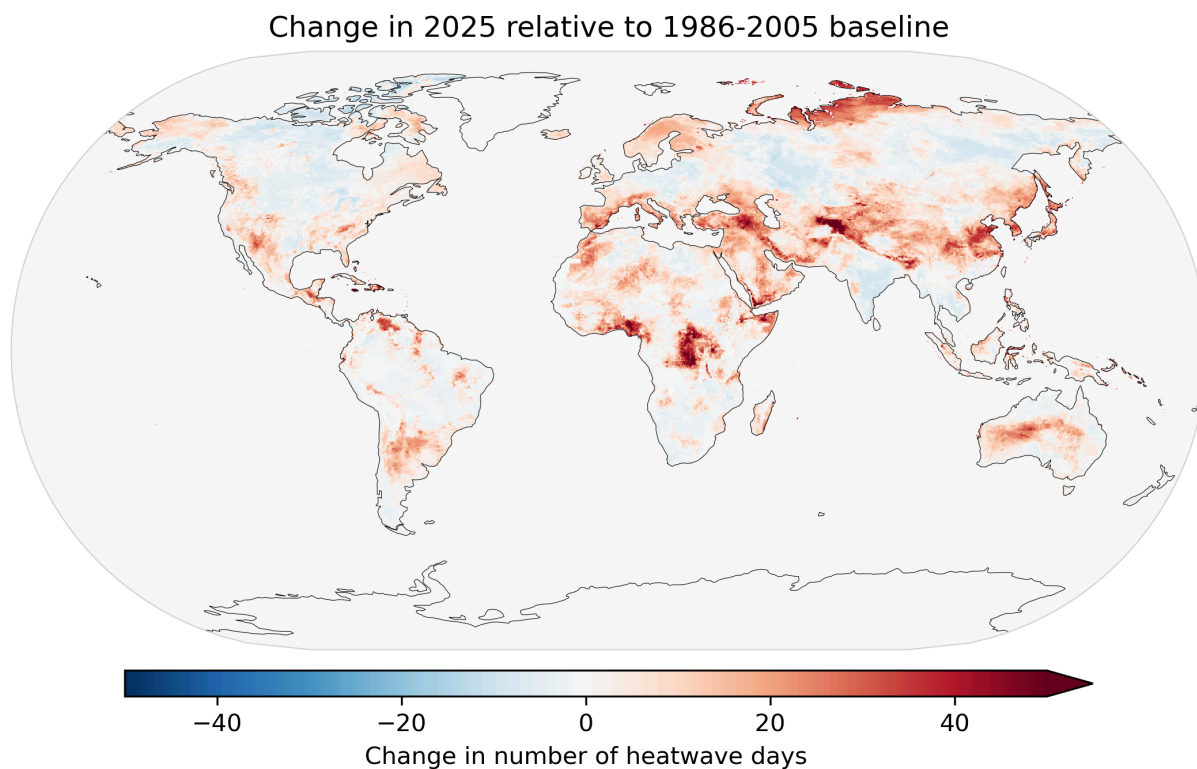 Change in 2025 relative to 1986-2005 baseline
−40 −20 0 20 40
Change in number of heatwave days